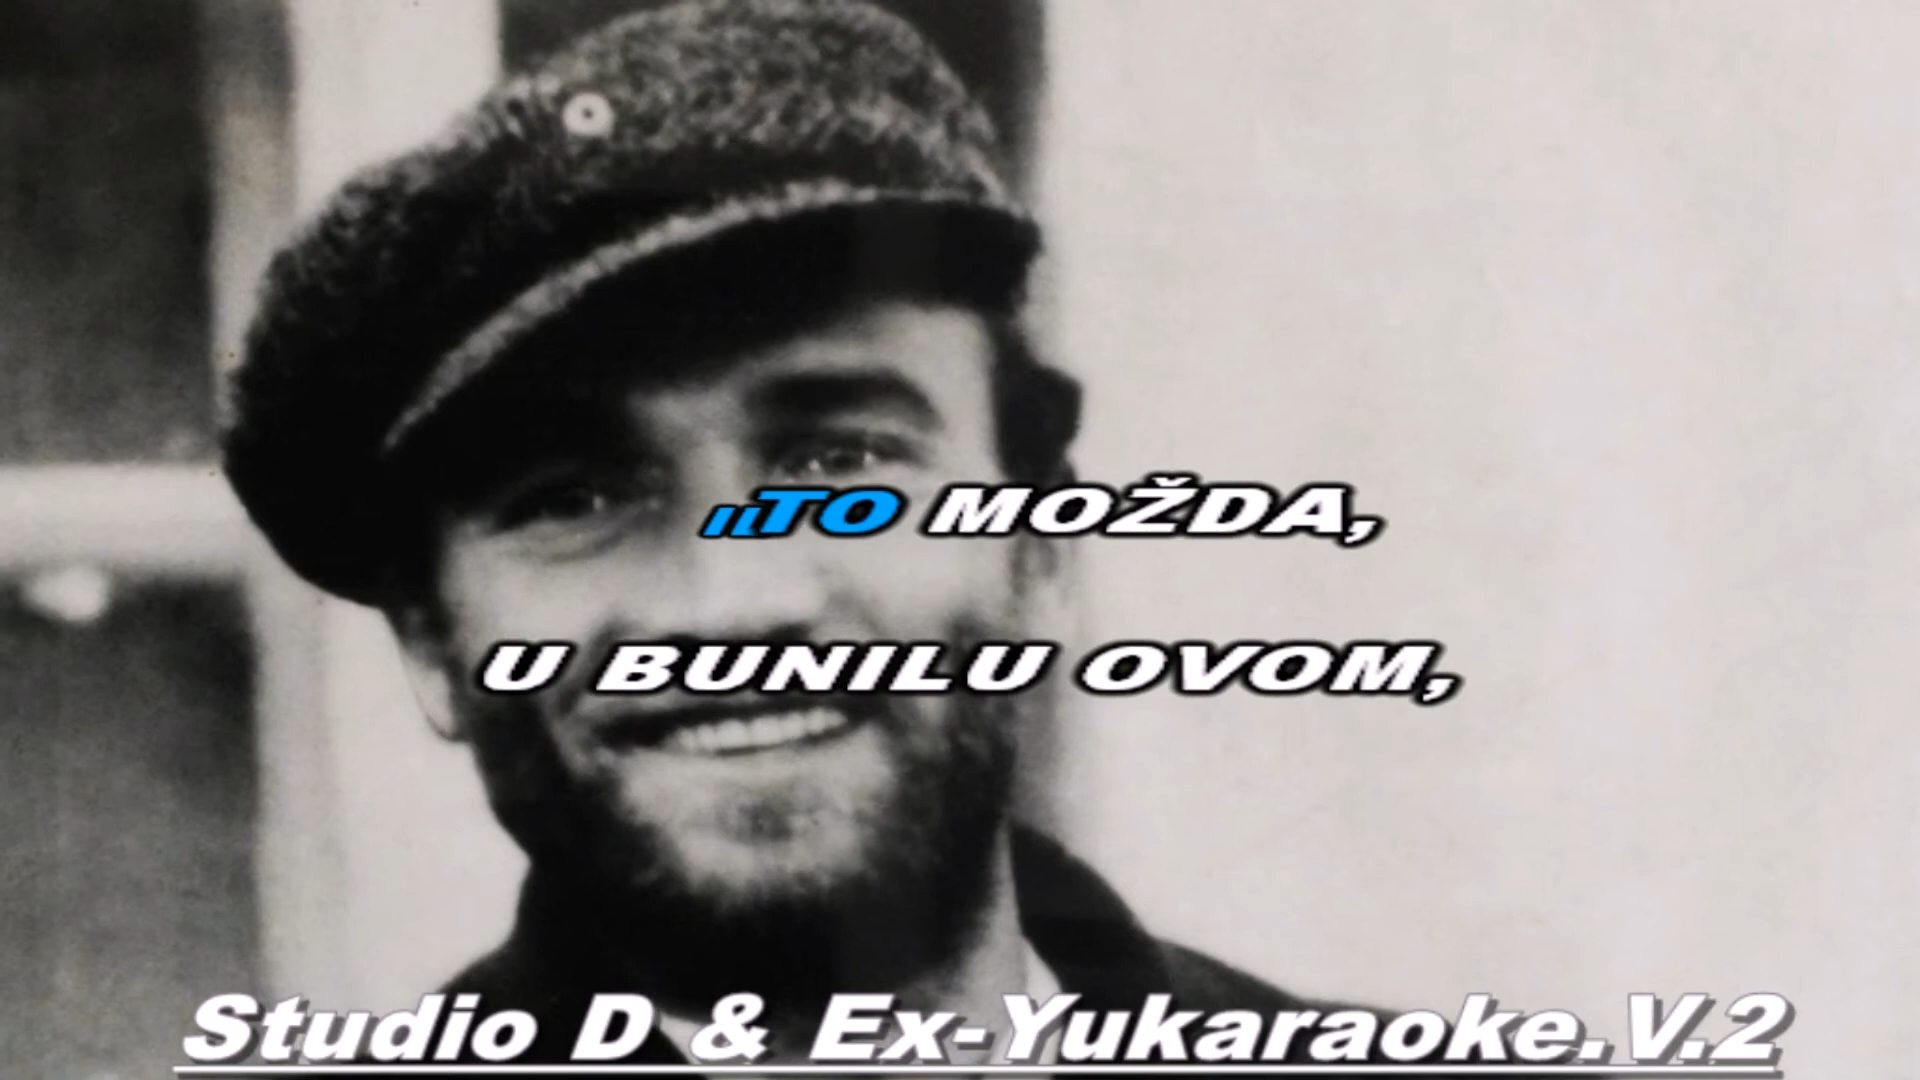 „TO MOŽDA,
U BUNILU OVOM,
Studio D & Ex-Yukaraoke.V.2